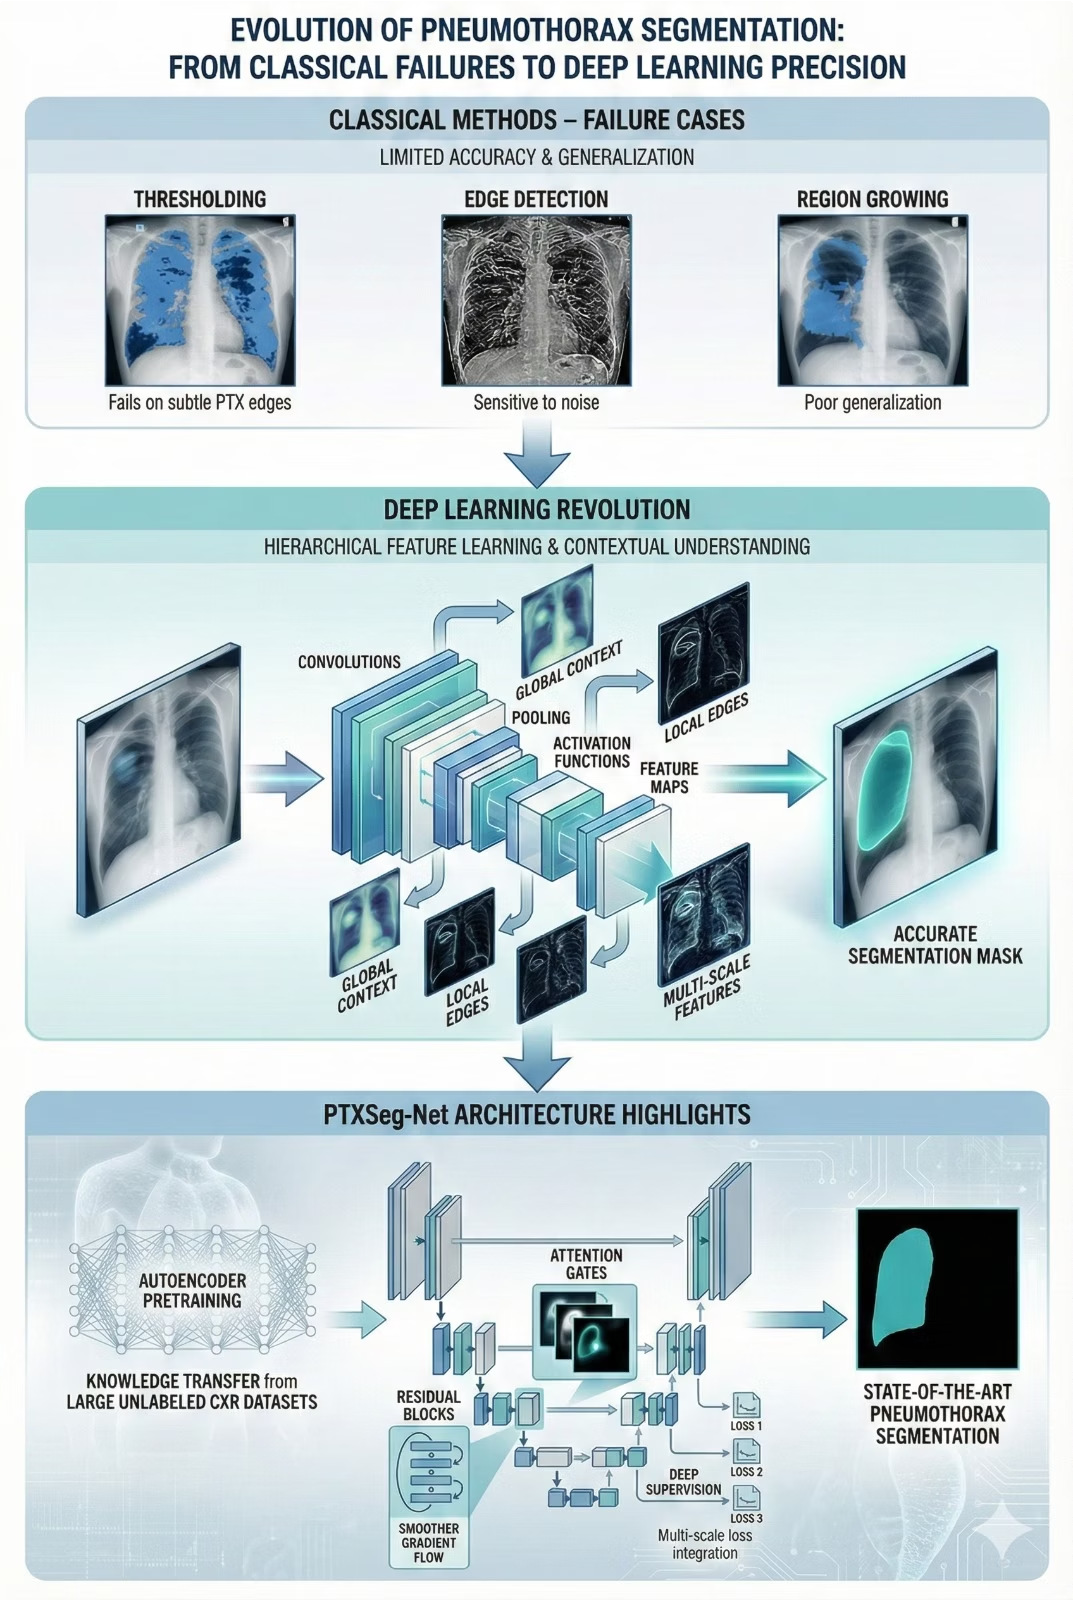 EVOLUTION OF PNEUMOTHORAX SEGMENTATION:
FROM CLASSICAL FAILURES TO DEEP LEARNING PRECISION
CLASSICAL METHODS – FAILURE CASES
LIMITED ACCURACY & GENERALIZATION
THRESHOLDING
EDGE DETECTION
REGION GROWING
Fails on subtle PTX edges
Sensitive to noise
Poor generalization
DEEP LEARNING REVOLUTION
HIERARCHICAL FEATURE LEARNING & CONTEXTUAL UNDERSTANDING
CONVOLUTIONS
GLOBAL CONTEXT
POOLING
LOCAL EDGES
ACTIVATION
FUNCTIONS
FEATURE
MAPS
GLOBAL
CONTEXT
LOCAL
EDGES
MULTI-SCALE
FEATURES
ACCURATE
SEGMENTATION MASK
PTXSeg-Net ARCHITECTURE HIGHLIGHTS
AUTOENCODER
PRETRAINING
KNOWLEDGE TRANSFER from
LARGE UNLABELED CXR DATASETS
ATTENTION
GATES
RESIDUAL
BLOCKS
SMOOTHER
GRADIENT
FLOW
LOSS 1
LOSS 2
LOSS 3
DEEP
SUPERVISION
Multi-scale loss
integration
STATE-OF-THE-ART
PNEUMOTHORAX
SEGMENTATION